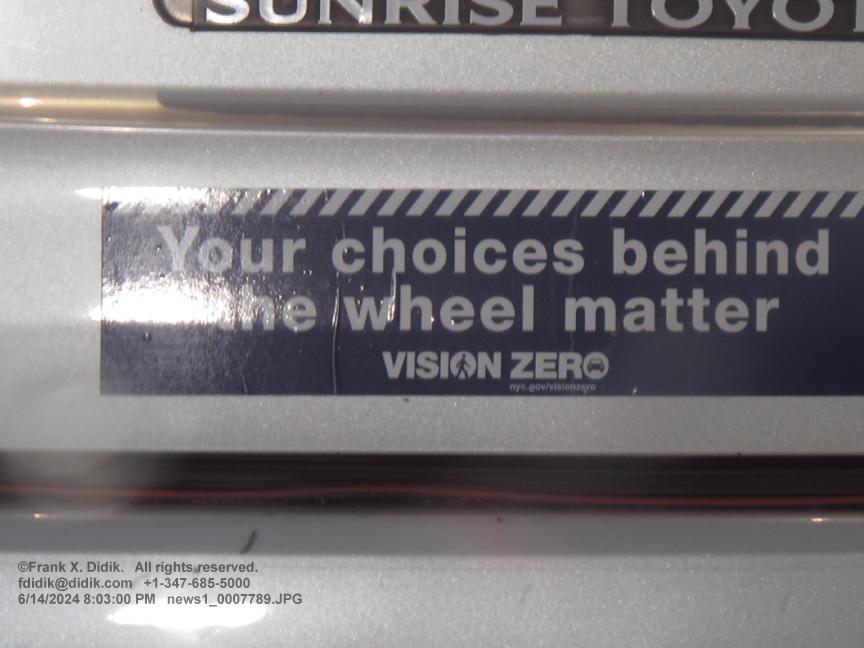 SUNRISE TOYO
Your choices behind
the wheel matter
VISION ZERO
nyc.gov/visionzero
©Frank X. Didik. All rights reserved.
fdidik@didik.com +1-347-685-5000
6/14/2024 8:03:00 PM news1_0007789.JPG